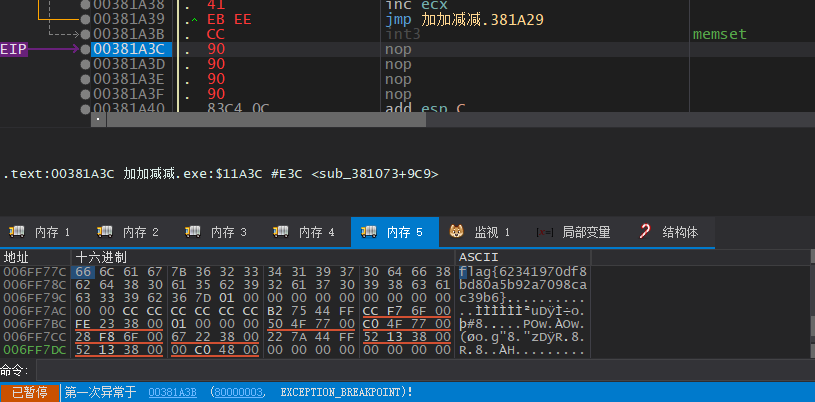 00381A38 . 41 inc ecx
00381A39 .^ EB EE jmp 加加减减.381A29
00381A3B . CC int3 memset
EIP 00381A3C . 90 nop
00381A3D . 90 nop
00381A3E . 90 nop
00381A3F . 90 nop
00381A40 . 83C4 0C add esp,C
.text:00381A3C 加加减减.exe:$11A3C #E3C <sub_381073+9C9>
内存 1 内存 2 内存 3 内存 4 内存 5 监视 1 局部变量 结构体
地址 十六进制 ASCII
006FF77C 66 6C 61 67 7B 36 32 33 34 31 39 37 30 64 66 38 flag{62341970df8
006FF78C 62 64 38 30 61 35 62 39 32 61 37 30 39 38 63 61 bd80a5b92a7098ca
006FF79C 63 33 39 62 36 7D 01 00 00 00 00 00 00 00 00 00 c39b6}..........
006FF7AC 00 00 CC CC CC CC CC CC B2 75 44 FF CC F7 6F 00 ..ÌÌÌÌÌÌ²uDÿÌ÷o.
006FF7BC FE 23 38 00 01 00 00 00 50 4F 77 00 C0 4F 77 00 þ#8.....POw.ÀOw.
006FF7CC 28 F8 6F 00 67 22 38 00 22 7A 44 FF 52 13 38 00 (øo.g"8."zDÿR.8.
006FF7DC 52 13 38 00 00 C0 48 00 00 00 00 00 00 00 00 00 R.8..ÀH.........
命令:
已暂停 第一次异常于 00381A3B (80000003, EXCEPTION_BREAKPOINT)!